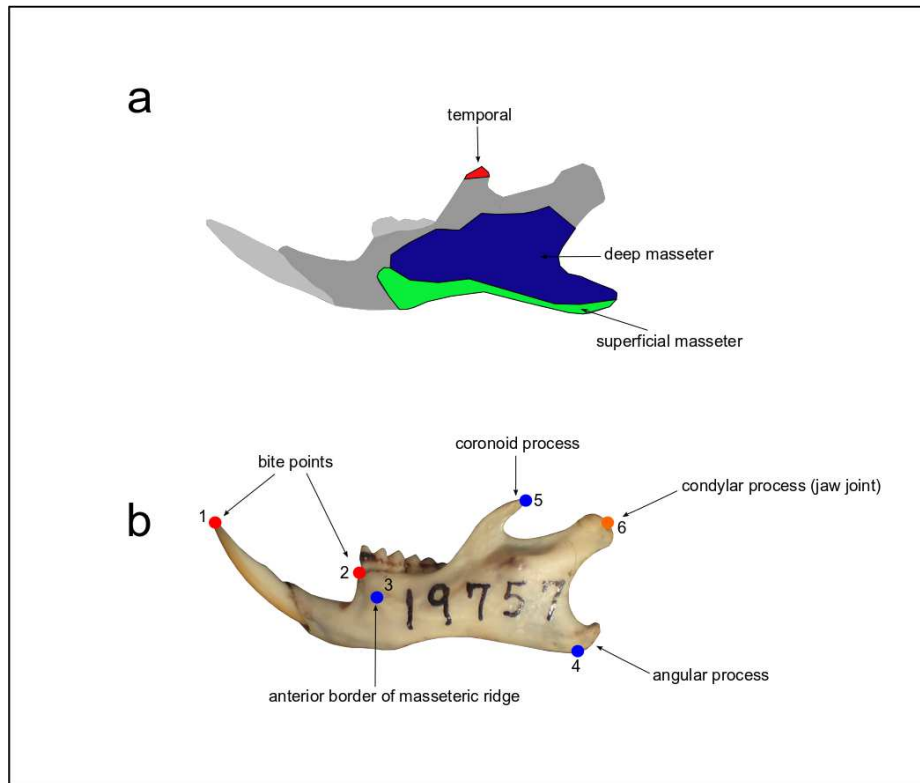 a
temporal
deep masseter
superficial masseter
b
bite points
coronoid process
condylar process (jaw joint)
1
5
6
2
3
19757
4
angular process
anterior border of masseteric ridge